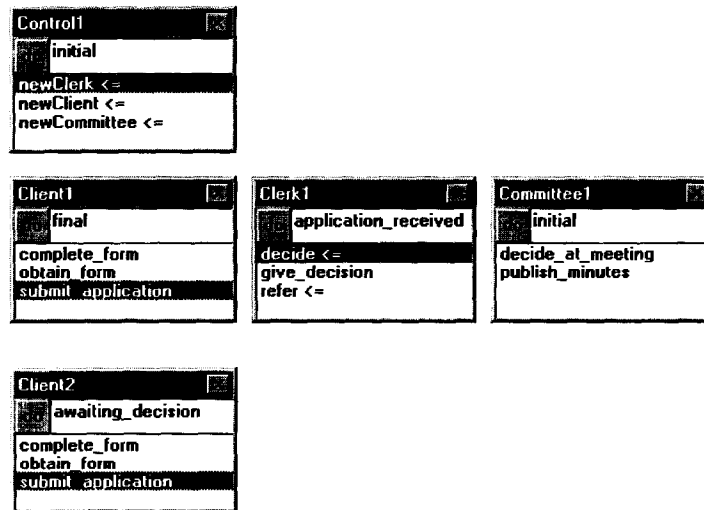 Control1
initial
newClerk <=
newClient <=
newCommittee <=
Client1
final
complete_form
obtain_form
submit_application
Clerk1
application_received
decide <=
give_decision
refer <=
Committee1
initial
decide_at_meeting
publish_minutes
Client2
awaiting_decision
complete_form
obtain_form
submit_application